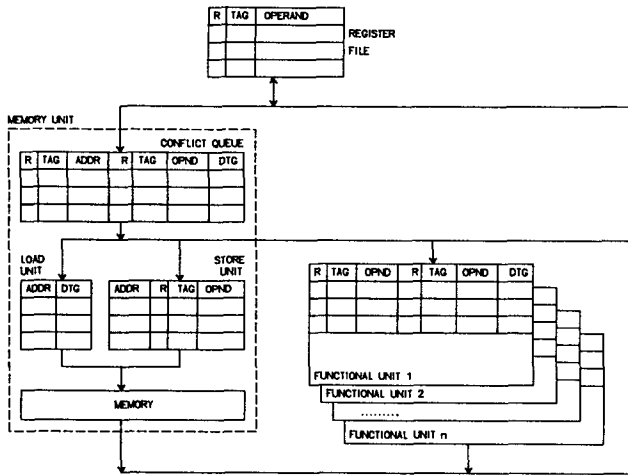 R TAG OPERAND
REGISTER
FILE
MEMORY UNIT
CONFLICT QUEUE
R TAG ADDR R TAG OPND DTG
LOAD
UNIT
STORE
UNIT
ADDR DTG
ADDR R TAG OPND
R TAG OPND R TAG OPND DTG
MEMORY
FUNCTIONAL UNIT 1
FUNCTIONAL UNIT 2
.........
FUNCTIONAL UNIT n